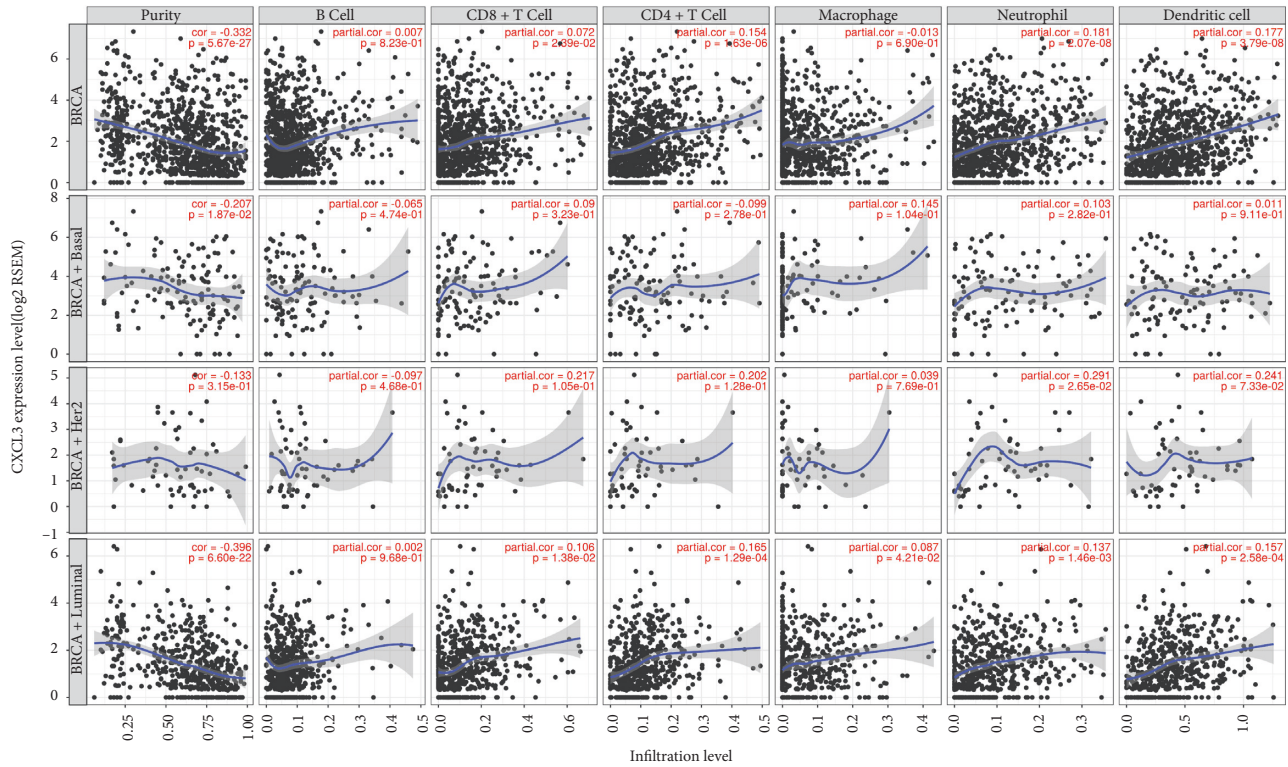 Purity
B Cell
CD8 + T Cell
CD4 + T Cell
Macrophage
Neutrophil
Dendritic cell
CXCL3 expression level(log2 RSEM)
BRCA
6
4
2
0
cor = -0.332
p = 5.67e-27
partial.cor = 0.007
p = 8.23e-01
partial.cor = 0.072
p = 2.39e-02
partial.cor = 0.154
p = 1.63e-06
partial.cor = -0.013
p = 6.90e-01
partial.cor = 0.181
p = 2.07e-08
partial.cor = 0.177
p = 3.79e-08
BRCA + Basal
8
6
4
2
0
cor = -0.207
p = 1.87e-02
partial.cor = -0.065
p = 4.74e-01
partial.cor = 0.09
p = 3.23e-01
partial.cor = -0.099
p = 2.78e-01
partial.cor = 0.145
p = 1.04e-01
partial.cor = 0.103
p = 2.82e-01
partial.cor = 0.011
p = 9.11e-01
BRCA + Her2
5
4
3
2
1
0
−1
cor = -0.133
p = 3.15e-01
partial.cor = -0.097
p = 4.68e-01
partial.cor = 0.217
p = 1.05e-01
partial.cor = 0.202
p = 1.28e-01
partial.cor = 0.039
p = 7.69e-01
partial.cor = 0.291
p = 2.65e-02
partial.cor = 0.241
p = 7.33e-02
BRCA + Luminal
6
4
2
0
cor = -0.396
p = 6.60e-22
partial.cor = 0.002
p = 9.68e-01
partial.cor = 0.106
p = 1.38e-02
partial.cor = 0.165
p = 1.29e-04
partial.cor = 0.087
p = 4.21e-02
partial.cor = 0.137
p = 1.46e-03
partial.cor = 0.157
p = 2.58e-04
0.25 0.50 0.75 1.00
0.0 0.1 0.2 0.3 0.4 0.5
0.0 0.2 0.4 0.6
0.0 0.1 0.2 0.3 0.4 0.5
0.0 0.1 0.2 0.3 0.4
0.0 0.1 0.2 0.3
0.0 0.5 1.0
Infiltration level